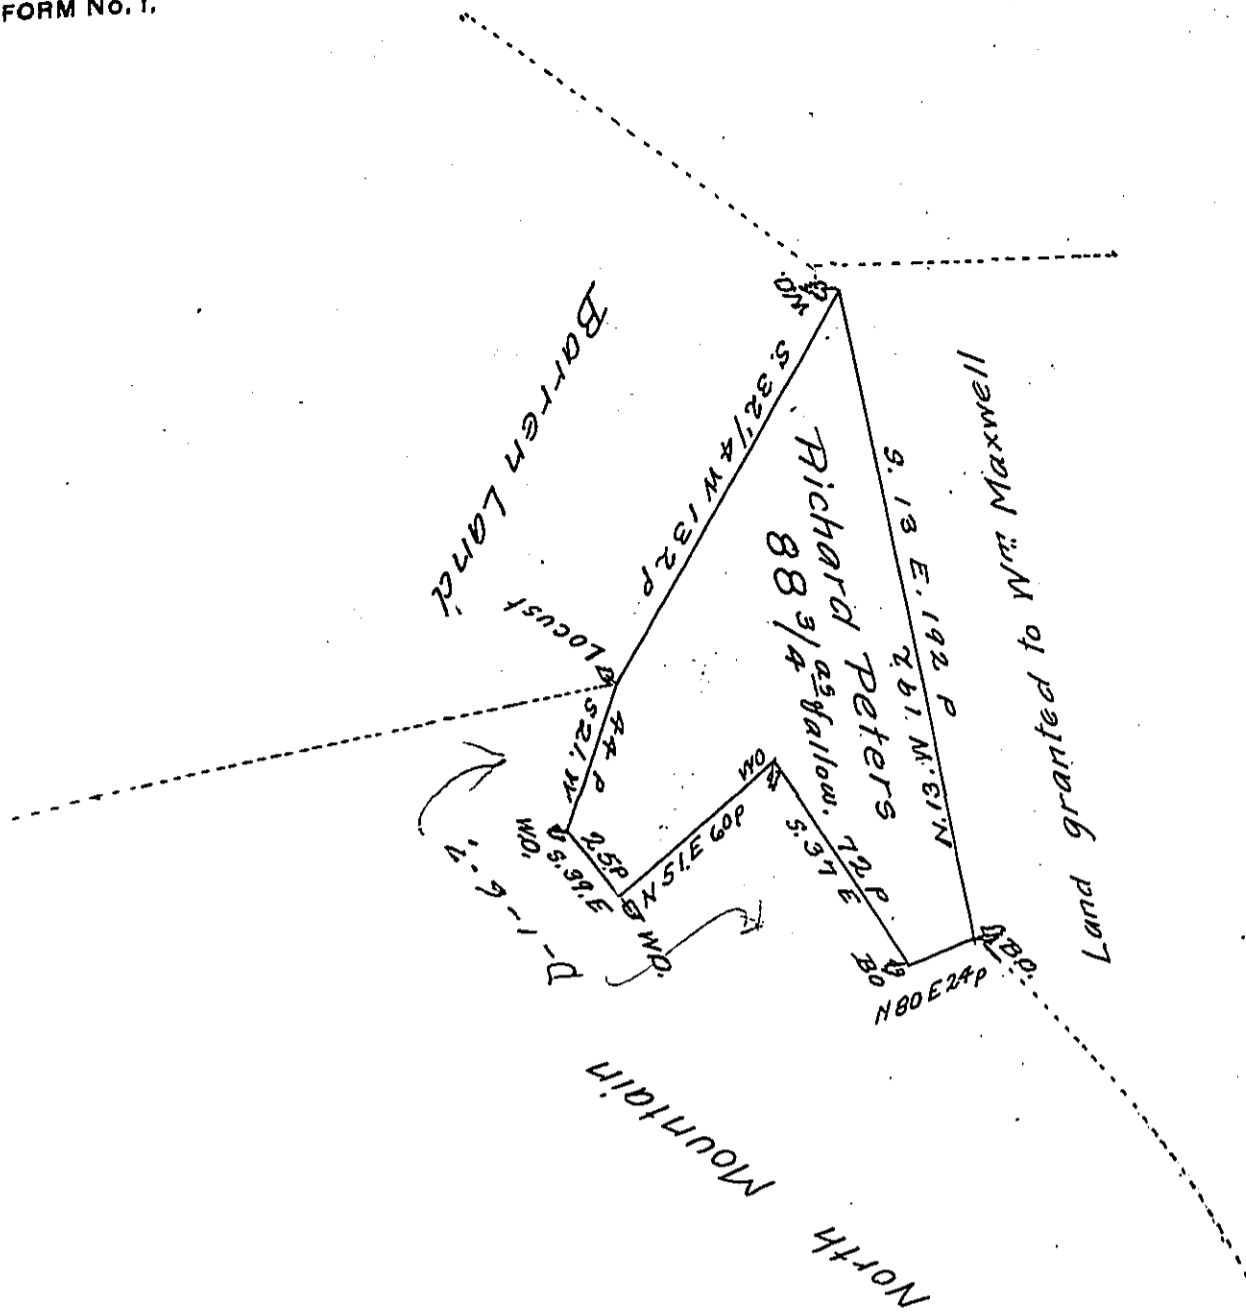 FORM No. 1.
W.O.
S. 32 1/4 W 132 P
Barren Land
Locust
S. 13 E. 192 P
N. 13. W. 192
Land granted to Wm Maxwell
Richard Peters
88 3/4 as & allow.
44 P
S 21. W
W.O.
25 P
S. 39. E
W.O.
N 51. E 60 P
W.O.
72 P
S. 37 E
B.O.
N 80 E 24 P
B.O.
North Mountain